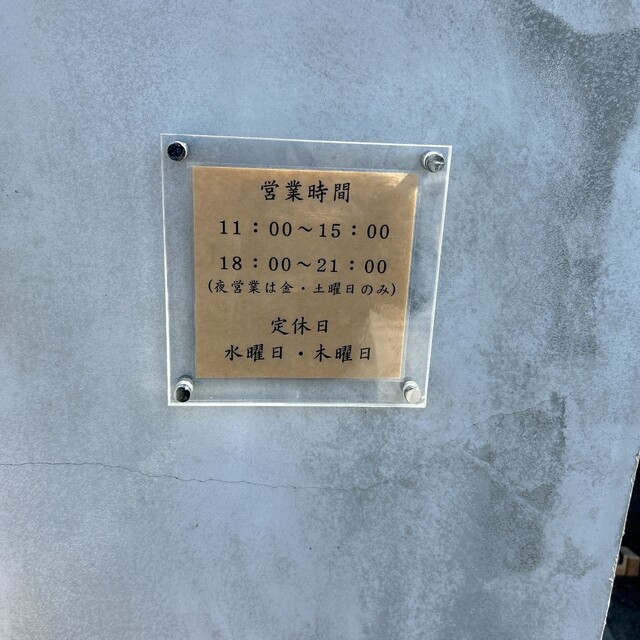 営業時間
11：00～15：00
18：00～21：00
(夜営業は金・土曜日のみ)
定休日
水曜日・木曜日